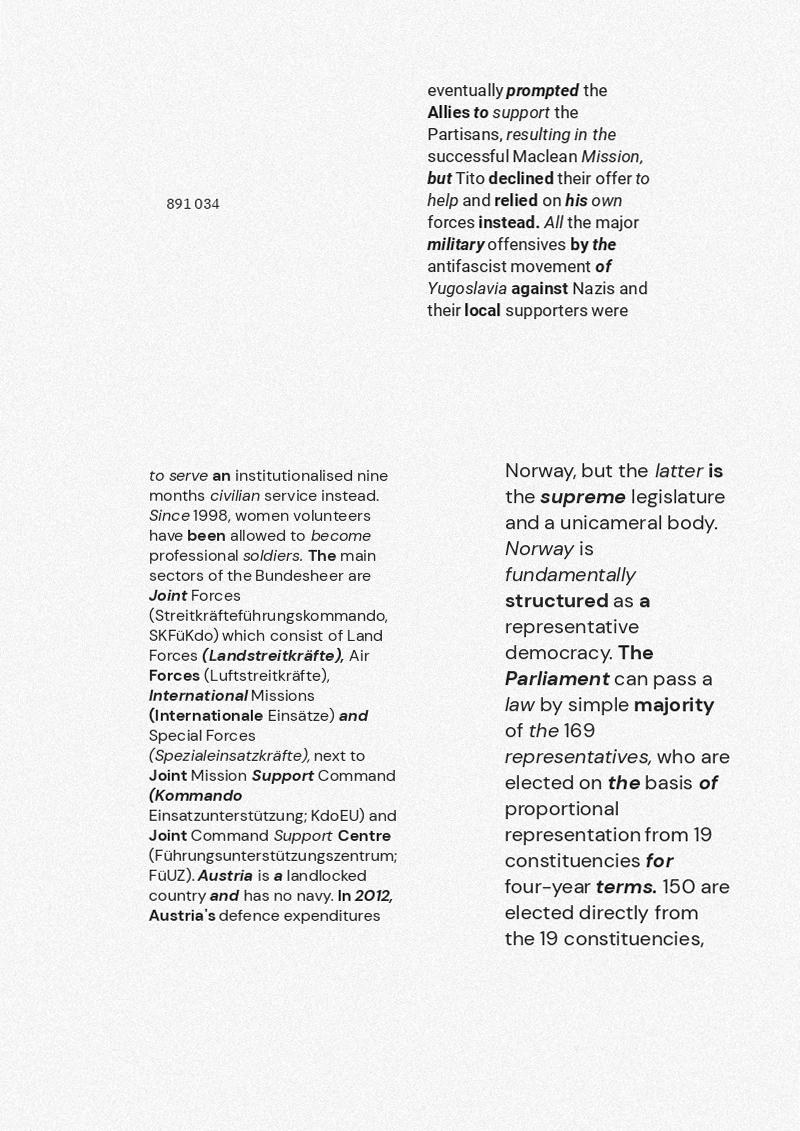 891 034
eventually prompted the
Allies to support the
Partisans, resulting in the
successful Maclean Mission,
but Tito declined their offer to
help and relied on his own
forces instead. All the major
military offensives by the
antifascist movement of
Yugoslavia against Nazis and
their local supporters were
to serve an institutionalised nine
months civilian service instead.
Since 1998, women volunteers
have been allowed to become
professional soldiers. The main
sectors of the Bundesheer are
Joint Forces
(Streitkräfteführungskommando,
SKFüKdo) which consist of Land
Forces (Landstreitkräfte), Air
Forces (Luftstreitkräfte),
International Missions
(Internationale Einsätze) and
Special Forces
(Spezialeinsatzkräfte), next to
Joint Mission Support Command
(Kommando
Einsatzunterstützung; KdoEU) and
Joint Command Support Centre
(Führungsunterstützungszentrum;
FüUZ). Austria is a landlocked
country and has no navy. In 2012,
Austria's defence expenditures
Norway, but the latter is
the supreme legislature
and a unicameral body.
Norway is
fundamentally
structured as a
representative
democracy. The
Parliament can pass a
law by simple majority
of the 169
representatives, who are
elected on the basis of
proportional
representation from 19
constituencies for
four-year terms. 150 are
elected directly from
the 19 constituencies,